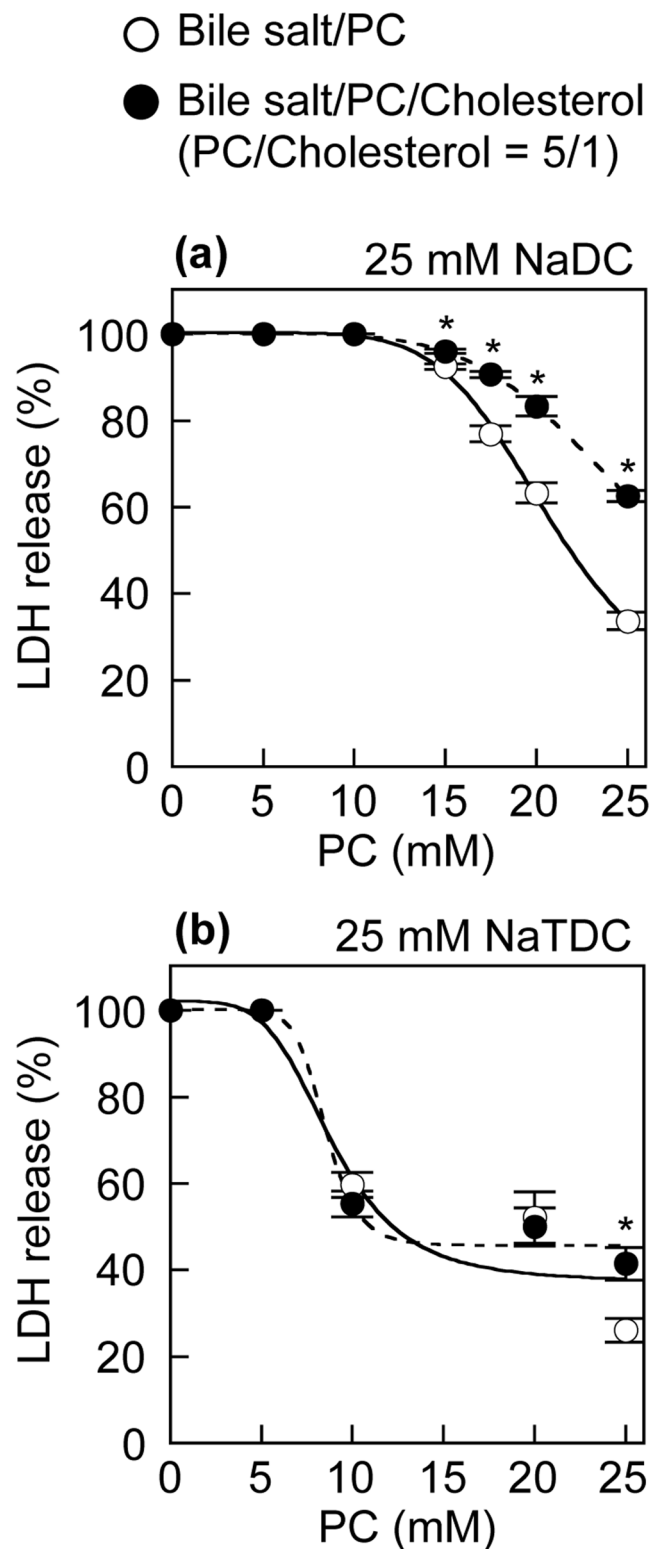 Bile salt/PC
Bile salt/PC/Cholesterol
(PC/Cholesterol = 5/1)
(a) 25 mM NaDC
*
*
*
*
100
80
60
40
20
0
LDH release (%)
0 5 10 15 20 25
PC (mM)
(b) 25 mM NaTDC
100
80
60
*
40
20
0
LDH release (%)
0 5 10 15 20 25
PC (mM)